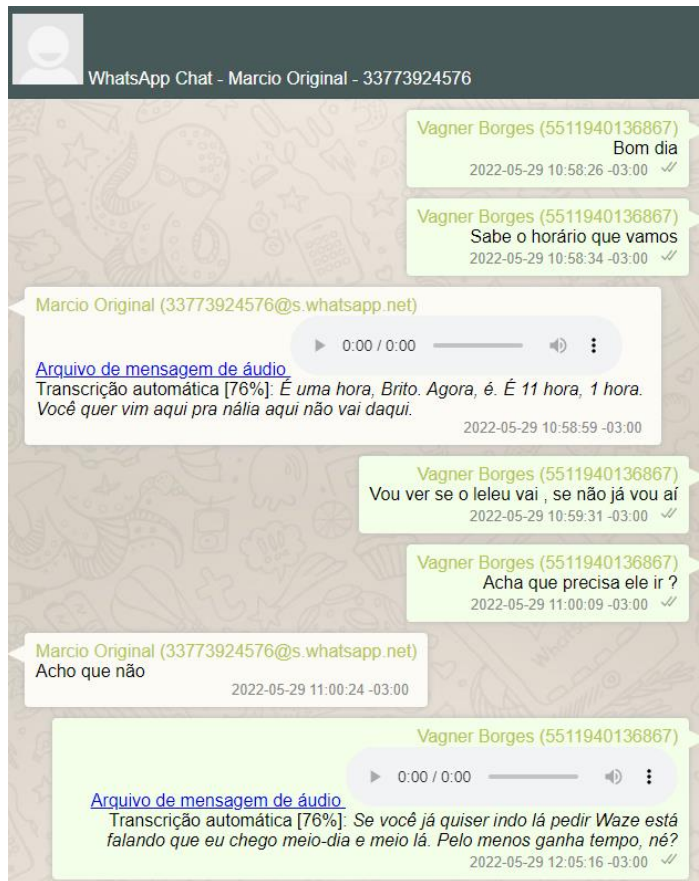 WhatsApp Chat - Marcio Original - 33773924576
Vagner Borges (5511940136867)
Bom dia
2022-05-29 10:58:26 -03:00
Vagner Borges (5511940136867)
Sabe o horário que vamos
2022-05-29 10:58:34 -03:00
Marcio Original (33773924576@s.whatsapp.net)
0:00 / 0:00
Arquivo de mensagem de áudio
Transcrição automática [76%]: É uma hora, Brito. Agora, é. É 11 hora, 1 hora.
Você quer vim aqui pra nália aqui não vai daqui.
2022-05-29 10:58:59 -03:00
Vagner Borges (5511940136867)
Vou ver se o leleu vai , se não já vou aí
2022-05-29 10:59:31 -03:00
Vagner Borges (5511940136867)
Acha que precisa ele ir ?
2022-05-29 11:00:09 -03:00
Marcio Original (33773924576@s.whatsapp.net)
Acho que não
2022-05-29 11:00:24 -03:00
Vagner Borges (5511940136867)
0:00 / 0:00
Arquivo de mensagem de áudio
Transcrição automática [76%]: Se você já quiser indo lá pedir Waze está
falando que eu chego meio-dia e meio lá. Pelo menos ganha tempo, né?
2022-05-29 12:05:16 -03:00